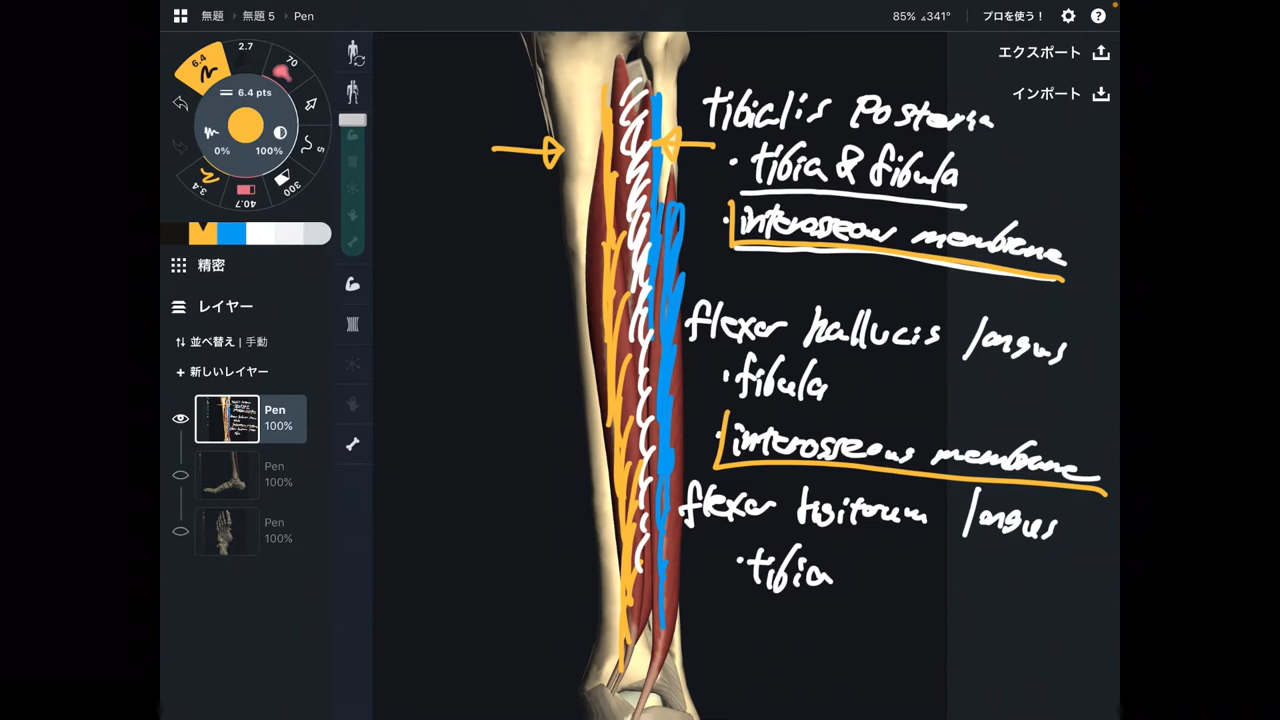 無題 › 無題 5 › Pen
85% ⦟341°
プロを使う！
エクスポート
インポート
2.7
70
6.4
6.4 pts
0%
100%
5
300
40.7
3.4
精密
レイヤー
並べ替え | 手動
+ 新しいレイヤー
Pen
100%
Pen
100%
Pen
100%
tibialis Posteria
・tibia & fibula
・interosseous membrane
flexer hallucis longus
・fibula
・interosseous membrane
flexer tigitorum longus
・tibia